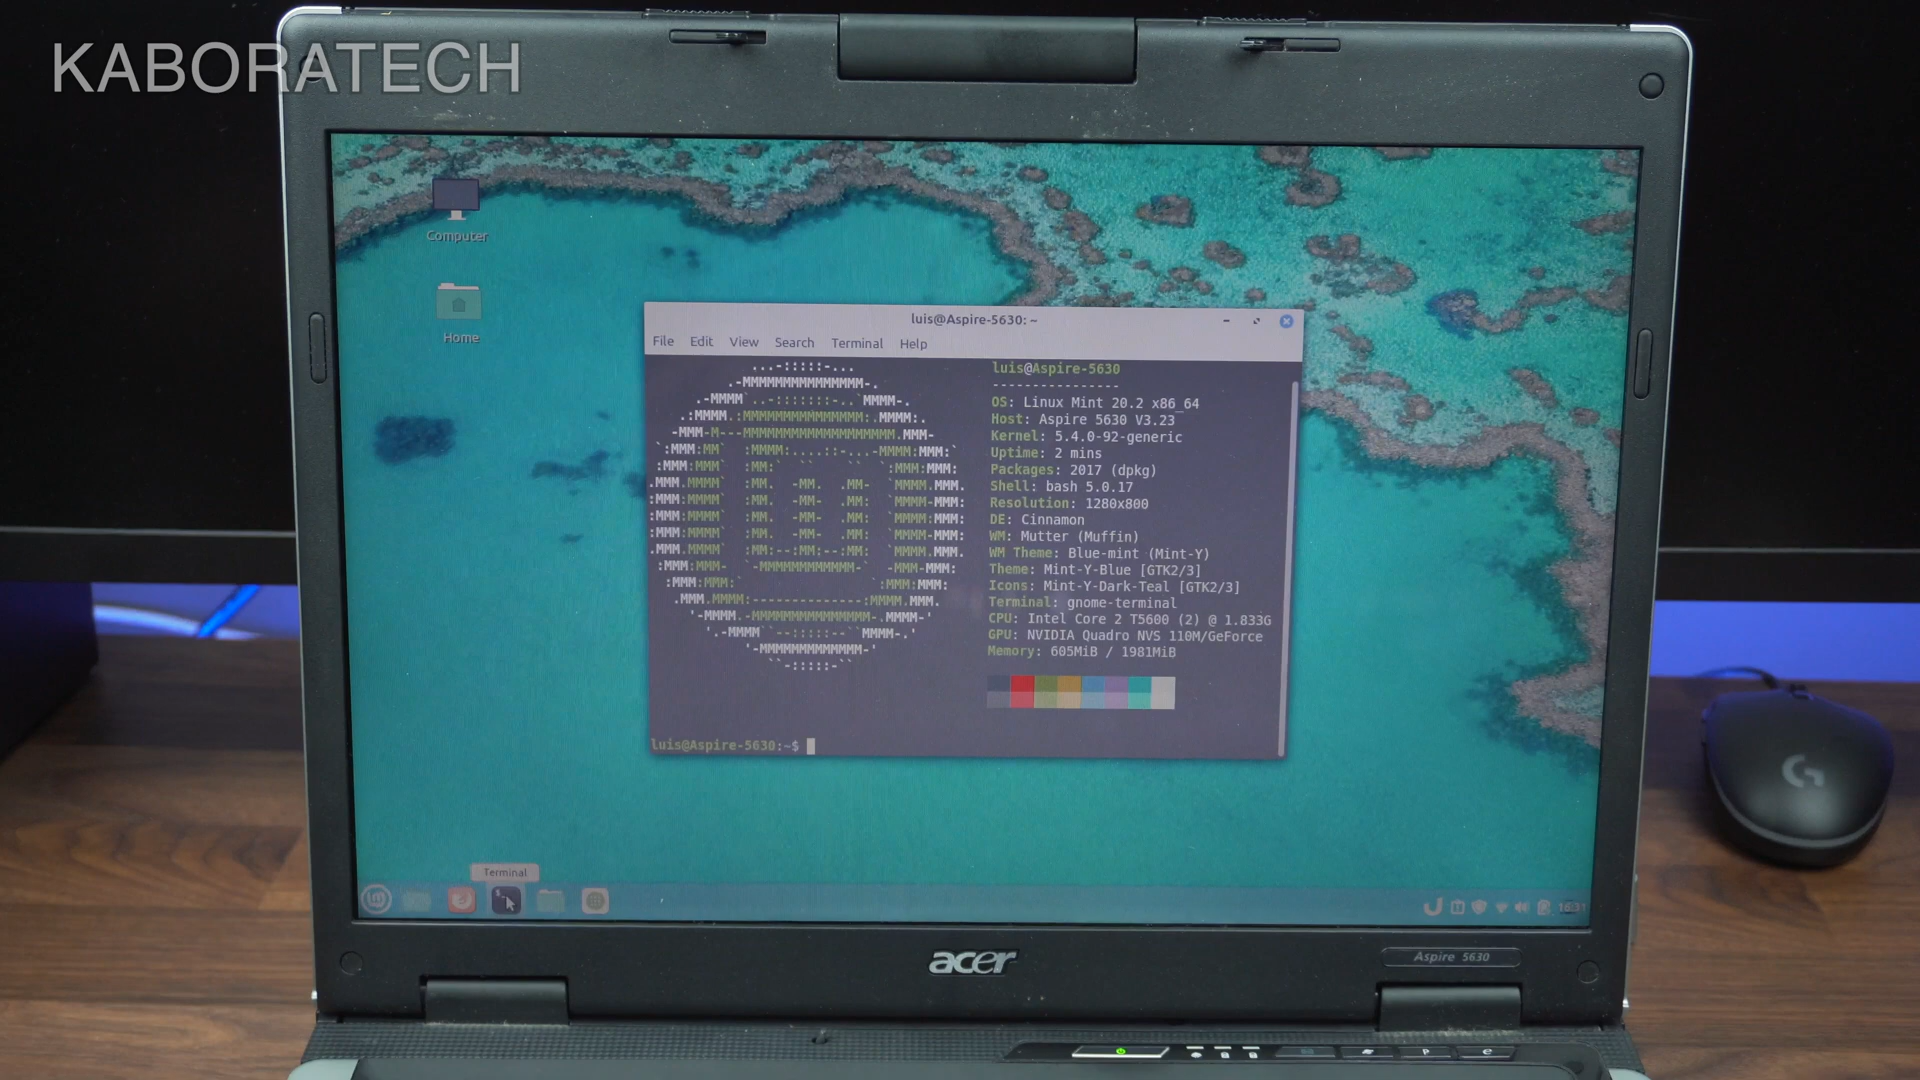 KABORATECH
Computer
Home
luis@Aspire-5630: ~
File Edit View Search Terminal Help
luis@Aspire-5630
----------------
OS: Linux Mint 20.2 x86_64
Host: Aspire 5630 V3.23
Kernel: 5.4.0-92-generic
Uptime: 2 mins
Packages: 2017 (dpkg)
Shell: bash 5.0.17
Resolution: 1280x800
DE: Cinnamon
WM: Mutter (Muffin)
WM Theme: Blue-mint (Mint-Y)
Theme: Mint-Y-Blue [GTK2/3]
Icons: Mint-Y-Dark-Teal [GTK2/3]
Terminal: gnome-terminal
CPU: Intel Core 2 T5600 (2) @ 1.833G
GPU: NVIDIA Quadro NVS 110M/GeForce
Memory: 605MiB / 1981MiB
luis@Aspire-5630:~$
Terminal
16:31
acer
Aspire 5630